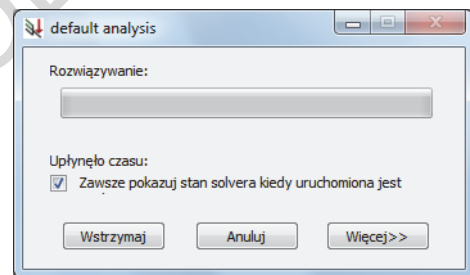 default analysis
Rozwiązywanie:
Upłynęło czasu:
Zawsze pokazuj stan solvera kiedy uruchomiona jest
Wstrzymaj
Anuluj
Więcej>>